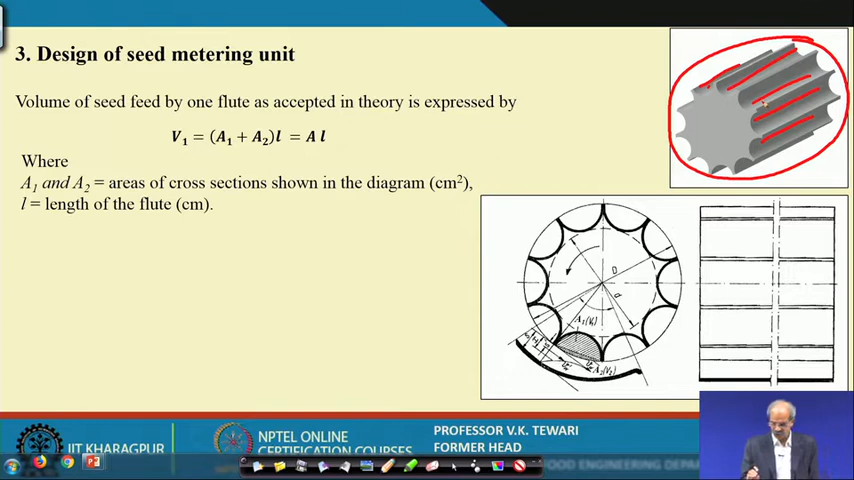 3. Design of seed metering unit
Volume of seed feed by one flute as accepted in theory is expressed by
V₁ = (A₁ + A₂)l = A l
Where
A₁ and A₂ = areas of cross sections shown in the diagram (cm²),
l = length of the flute (cm).
D
d
A₁(V₁)
A₂(V₂)
IIT KHARAGPUR
NPTEL ONLINE
CERTIFICATION COURSES
PROFESSOR V.K. TEWARI
FORMER HEAD
FOOD ENGINEERING DEPA